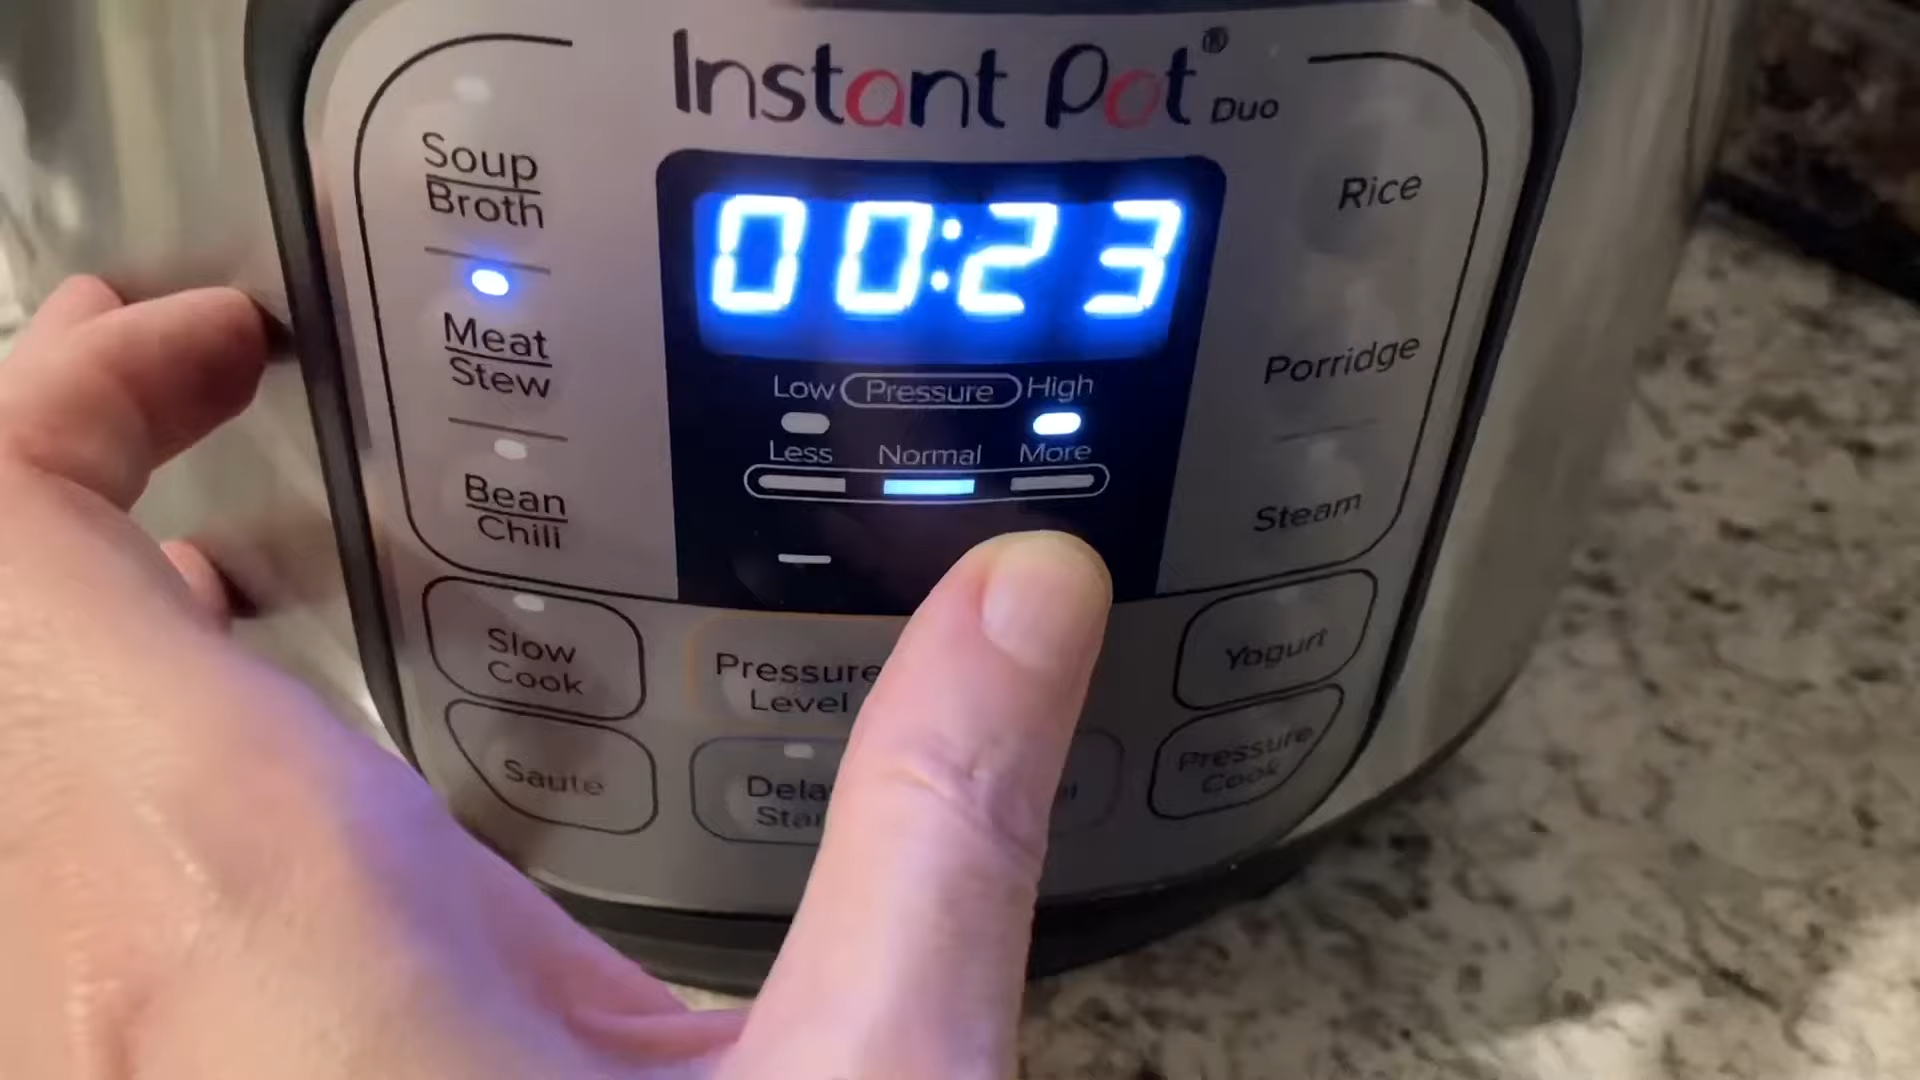 Instant Pot® Duo
Soup
Broth
Meat
Stew
Bean
Chili
00:23
Low Pressure High
Less Normal More
Rice
Porridge
Steam
Slow
Cook
Saute
Pressure
Level
Yogurt
Pressure
Cook